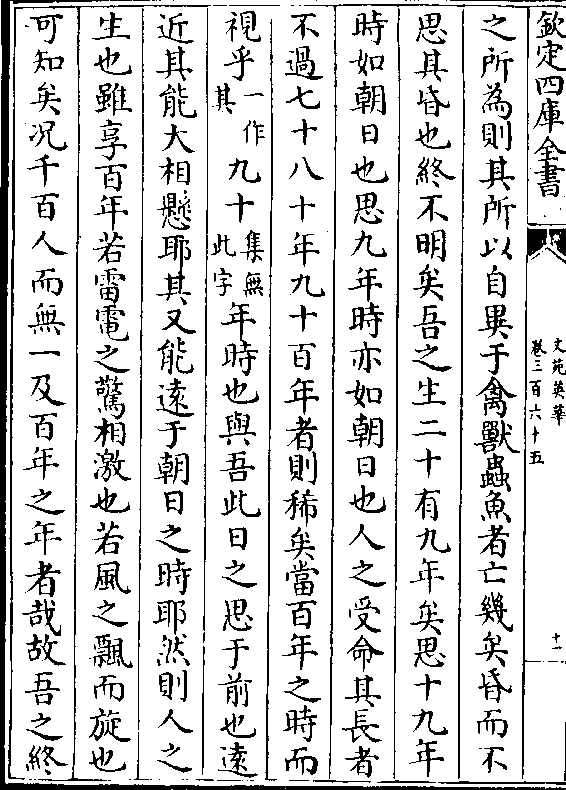 欽定四庫全書
文苑英華
卷三百六十五
十一
之所為則其所以自異于禽獸蟲魚者亡幾矣昏而不
思其昏也終不明矣吾之生二十有九年矣思十九年
時如朝日也思九年時亦如朝日也人之受命其長者
不過七十八十年九十百年者則稀矣當百年之時而
視乎一作其九十集無此字年時也與吾此日之思于前也遠
近其能大相懸耶其又能遠于朝日之時耶然則人之
生也雖享百年若雷電之驚相激也若風之飄而旋也
可知矣况千百人而無一及百年之年者哉故吾之終